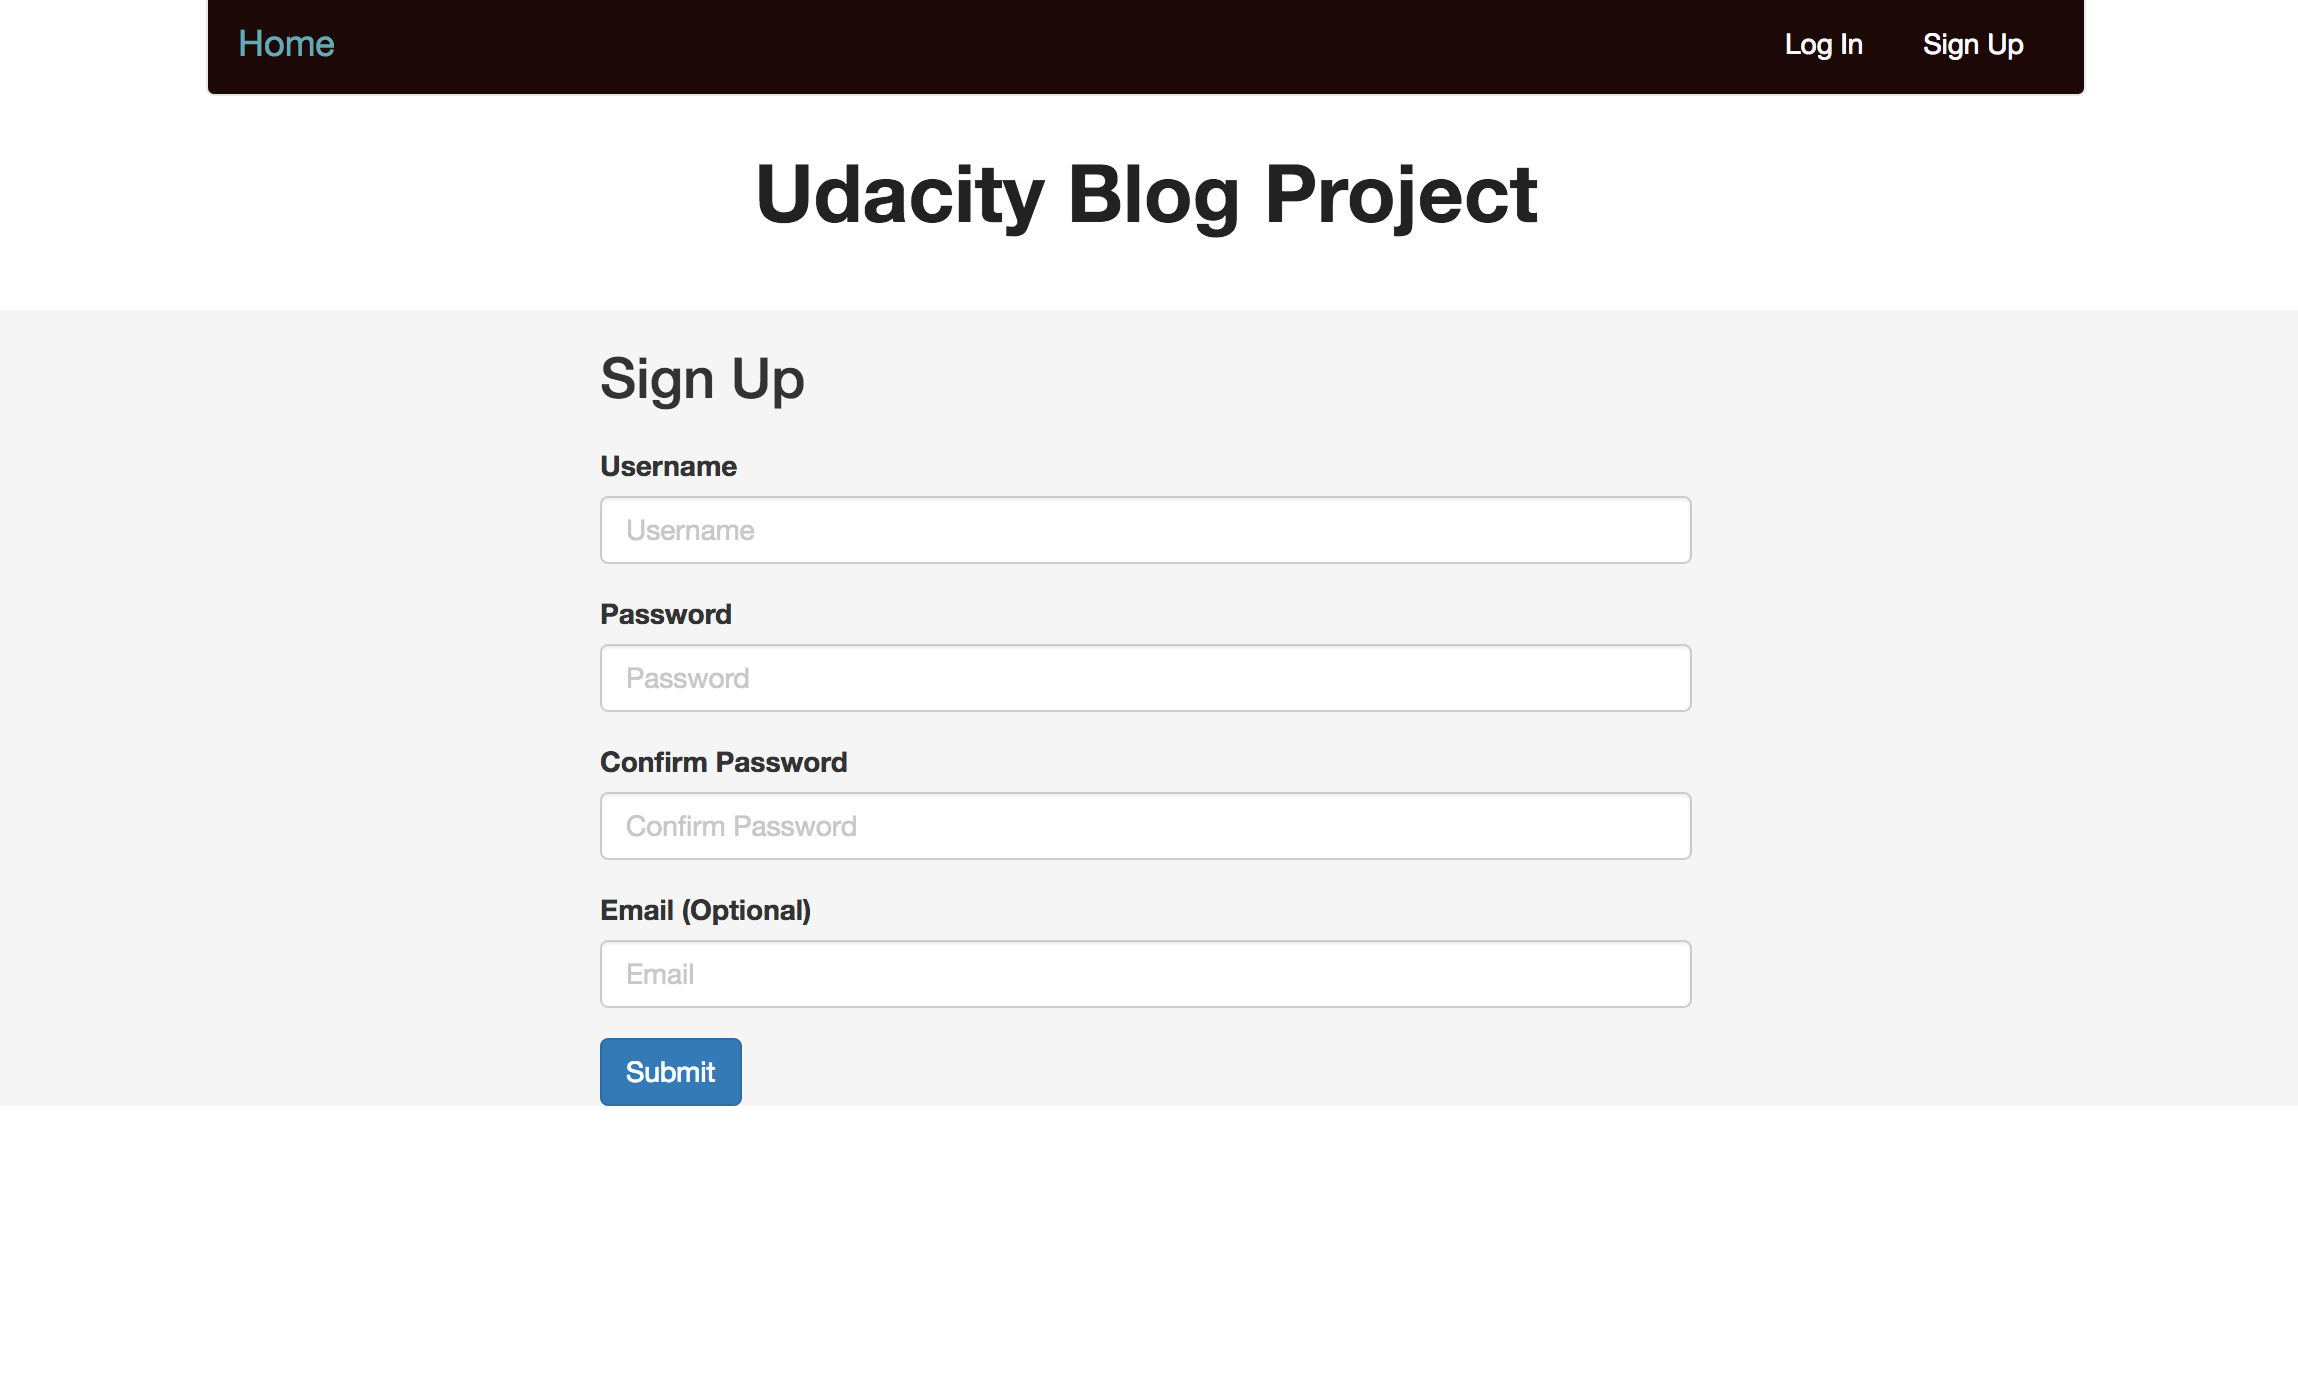 Home Log In Sign Up
Udacity Blog Project
Sign Up
Username
Username
Password
Password
Confirm Password
Confirm Password
Email (Optional)
Email
Submit